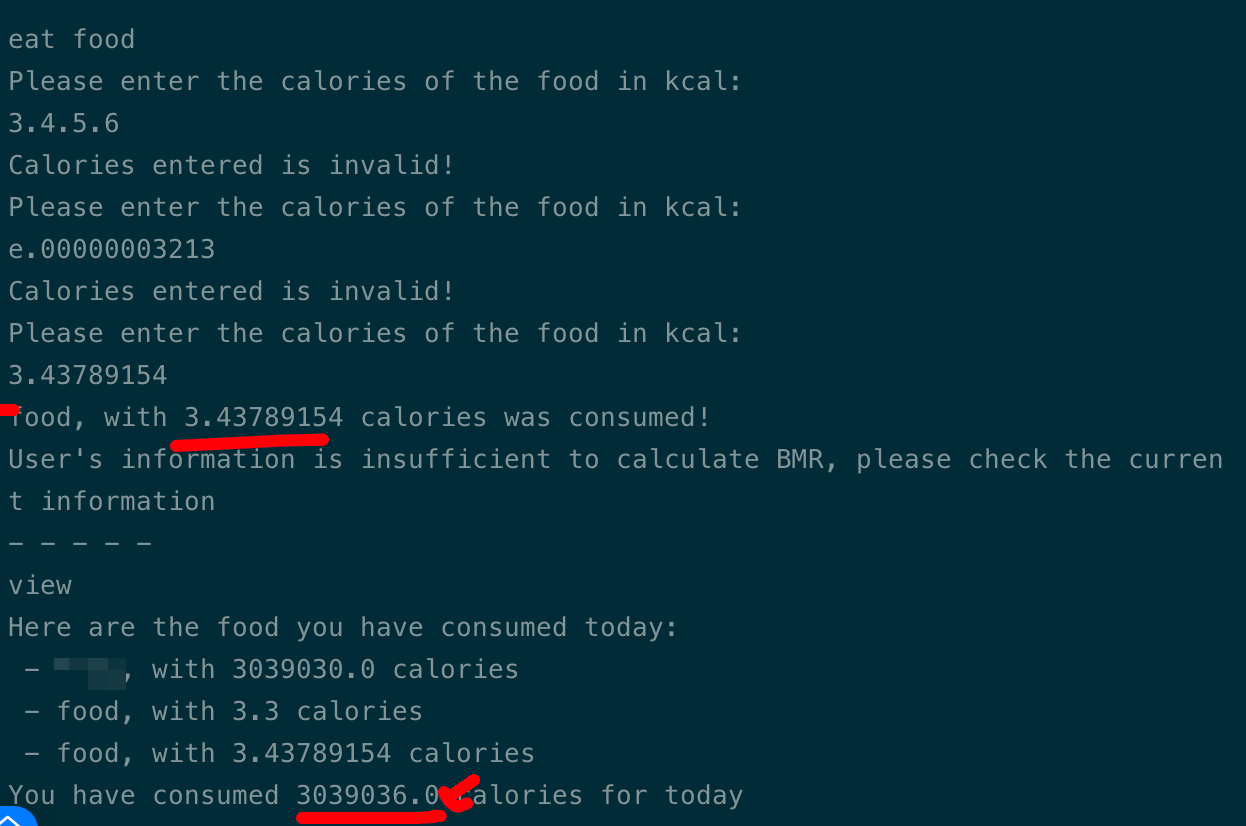 eat food
Please enter the calories of the food in kcal:
3.4.5.6
Calories entered is invalid!
Please enter the calories of the food in kcal:
e.00000003213
Calories entered is invalid!
Please enter the calories of the food in kcal:
3.43789154
food, with 3.43789154 calories was consumed!
User's information is insufficient to calculate BMR, please check the curren
t information
- - - - -
view
Here are the food you have consumed today:
- , with 3039030.0 calories
- food, with 3.3 calories
- food, with 3.43789154 calories
You have consumed 3039036.0 calories for today